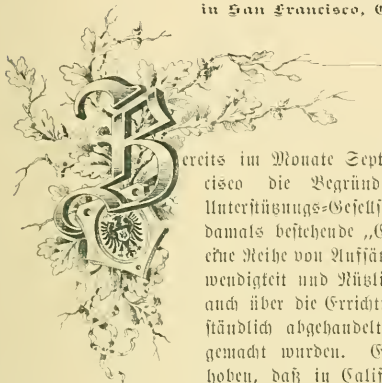 in San Francisco, C
Bereits im Monate Sept
cisco die Begründ
Unterstützungs-Gesells
damals bestehende „C
eine Reihe von Aufsät
wendigkeit und Nützli
auch über die Errichtu
ständlich abgehandelt
gemacht wurden. E
hoben, daß in Calif